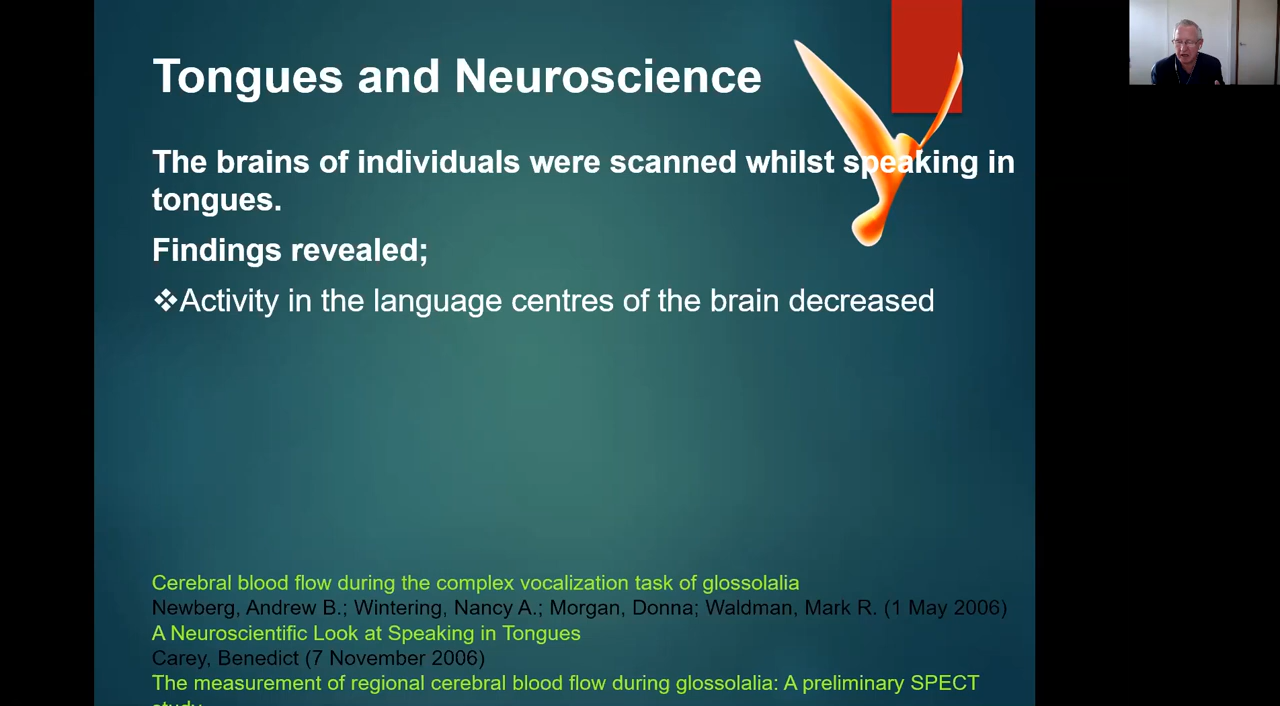 Tongues and Neuroscience
The brains of individuals were scanned whilst speaking in
tongues.
Findings revealed;
❖Activity in the language centres of the brain decreased
Cerebral blood flow during the complex vocalization task of glossolalia
Newberg, Andrew B.; Wintering, Nancy A.; Morgan, Donna; Waldman, Mark R. (1 May 2006)
A Neuroscientific Look at Speaking in Tongues
Carey, Benedict (7 November 2006)
The measurement of regional cerebral blood flow during glossolalia: A preliminary SPECT
study